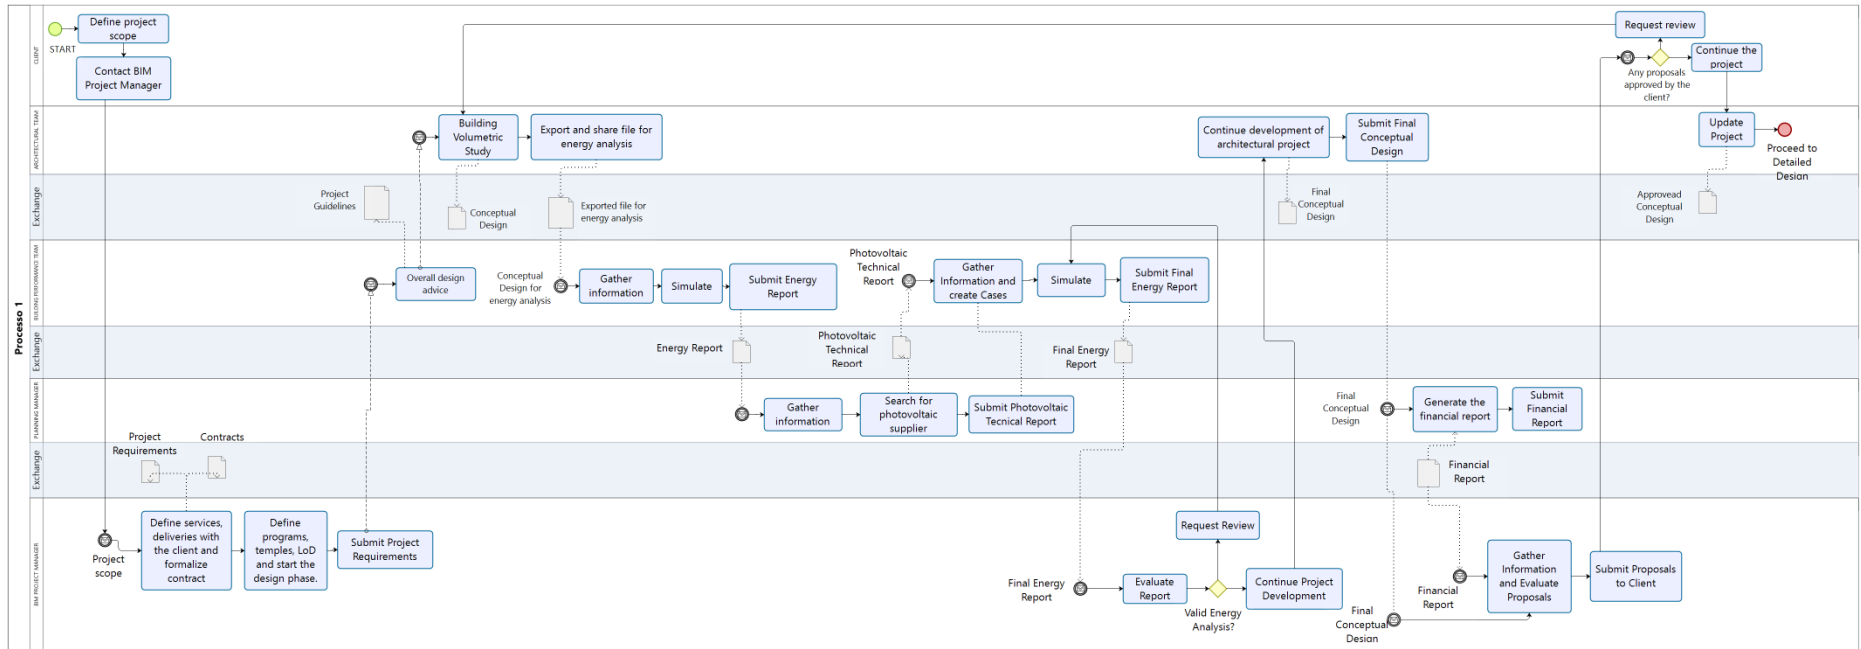 Processo 1
CLIENT
START
Define project
scope
Contact BIM
Project Manager
Request review
Any proposals
approved by the
client?
Continue the
project
ARCHITECTURAL TEAM
Building
Volumetric
Study
Export and share file for
energy analysis
Continue development of
architectural project
Submit Final
Conceptual
Design
Update
Project
Proceed to
Detailed
Design
Exchange
Project
Guidelines
Conceptual
Design
Exported file for
energy analysis
Final
Conceptual
Design
Approvead
Conceptual
Design
BUILDING PERFORMANCE TEAM
Overall design
advice
Conceptual
Design for
energy analysis
Gather
information
Simulate
Submit Energy
Report
Photovoltaic
Technical
Report
Gather
Information and
create Cases
Simulate
Submit Final
Energy Report
Exchange
Energy Report
Photovoltaic
Technical
Report
Final Energy
Report
PLANNING MANAGER
Gather
information
Search for
photovoltaic
supplier
Submit Photovoltaic
Tecnical Report
Final
Conceptual
Design
Generate the
financial report
Submit
Financial
Report
Exchange
Project
Requirements
Contracts
Financial
Report
BIM PROJECT MANAGER
Project
scope
Define services,
deliveries with
the client and
formalize
contract
Define
programs,
temples, LoD
and start the
design phase.
Submit Project
Requirements
Final Energy
Report
Evaluate
Report
Request Review
Valid Energy
Analysis?
Continue Project
Development
Final
Conceptual
Design
Financial
Report
Gather
Information
and Evaluate
Proposals
Submit Proposals
to Client